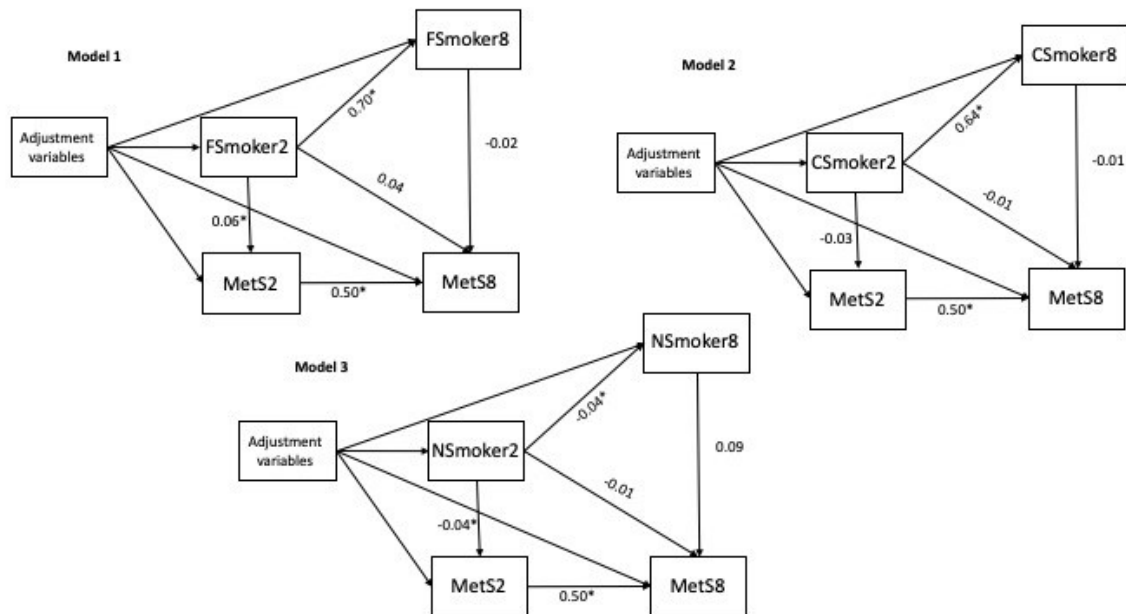 Model 1
FSmoker8
0.70*
-0.02
Adjustment
variables
FSmoker2
0.04
0.06*
MetS2
0.50*
MetS8
Model 2
CSmoker8
0.64*
-0.01
Adjustment
variables
CSmoker2
-0.01
-0.03
MetS2
0.50*
MetS8
Model 3
NSmoker8
-0.04*
0.09
Adjustment
variables
NSmoker2
-0.01
-0.04*
MetS2
0.50*
MetS8